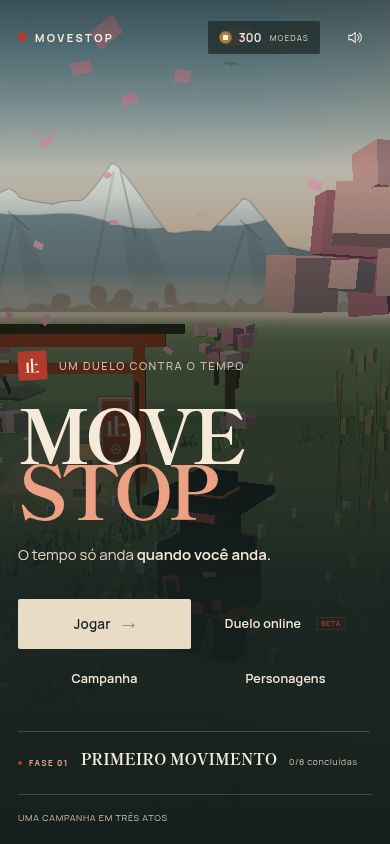 MOVESTOP
300 MOEDAS
止
UM DUELO CONTRA O TEMPO
MOVE
STOP
O tempo só anda quando você anda.
Jogar →
Duelo online BETA
Campanha
Personagens
FASE 01 PRIMEIRO MOVIMENTO 0/8 concluídas
UMA CAMPANHA EM TRÊS ATOS